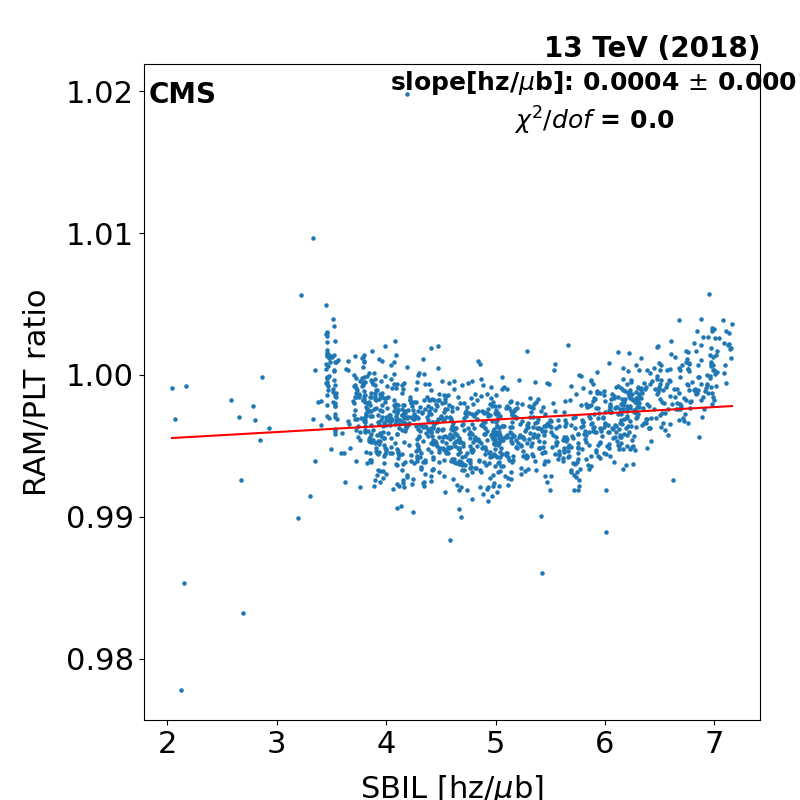 13 TeV (2018)
CMS
slope[hz/μb]: 0.0004 ± 0.000
χ²/dof = 0.0
1.02
1.01
1.00
0.99
0.98
RAM/PLT ratio
2 3 4 5 6 7
SBIL [hz/μb]